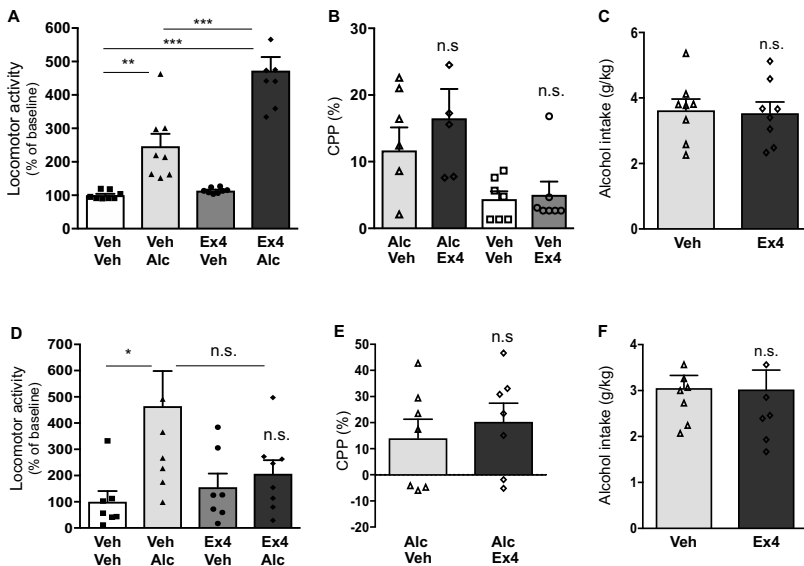 A
Locomotor activity
(% of baseline)
600
500
400
300
200
100
0
**
***
***
Veh Veh Ex4 Ex4
Veh Alc Veh Alc
B
CPP (%)
30
20
10
0
n.s
n.s.
Alc Alc Veh Veh
Veh Ex4 Veh Ex4
C
Alcohol intake (g/kg)
6
4
2
0
n.s.
Veh Ex4
D
Locomotor activity
(% of baseline)
700
600
500
400
300
200
100
0
*
n.s.
n.s.
Veh Veh Ex4 Ex4
Veh Alc Veh Alc
E
CPP (%)
50
40
30
20
10
0
-10
-20
n.s
Alc Alc
Veh Ex4
F
Alcohol intake (g/kg)
4
3
2
1
0
n.s.
Veh Ex4